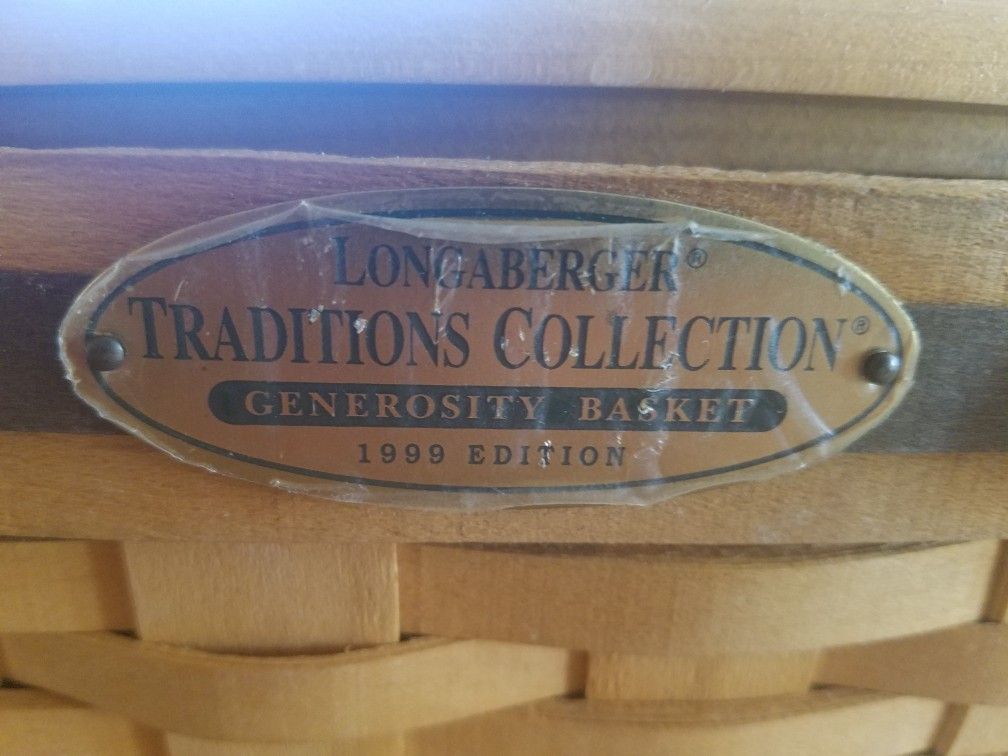 LONGABERGER®
TRADITIONS COLLECTION®
GENEROSITY BASKET
1999 EDITION